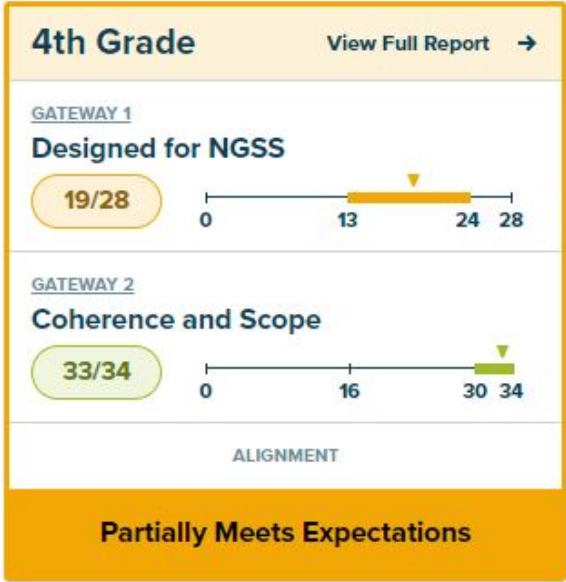 4th Grade View Full Report →
GATEWAY 1
Designed for NGSS
19/28
0 13 24 28
GATEWAY 2
Coherence and Scope
33/34
0 16 30 34
ALIGNMENT
Partially Meets Expectations